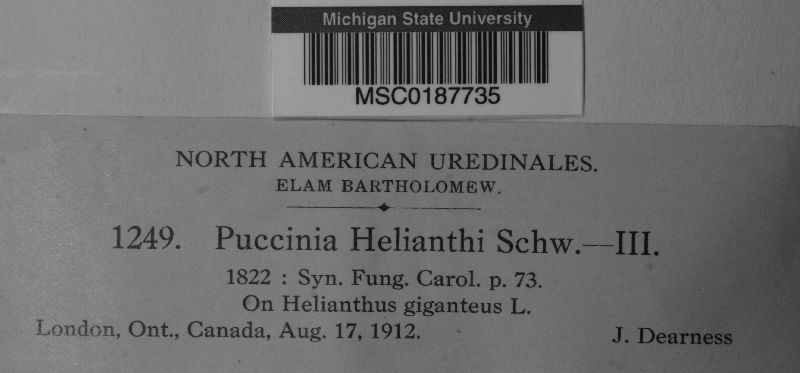 Michigan State University
MSC0187735
NORTH AMERICAN UREDINALES.
ELAM BARTHOLOMEW.
1249. Puccinia Helianthi Schw.—III.
1822 : Syn. Fung. Carol. p. 73.
On Helianthus giganteus L.
London, Ont., Canada, Aug. 17, 1912. J. Dearness